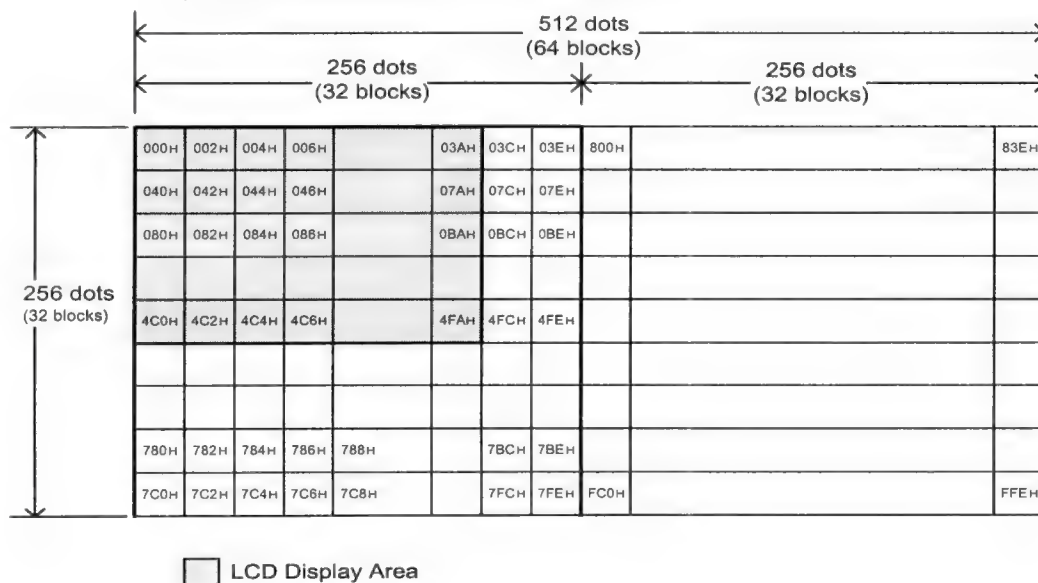 512 dots
(64 blocks)
256 dots
(32 blocks)
256 dots
(32 blocks)
000H 002H 004H 006H 03AH 03CH 03EH 800H 83EH
040H 042H 044H 046H 07AH 07CH 07EH
080H 082H 084H 086H 0BAH 0BCH 0BEH
256 dots
(32 blocks)
4C0H 4C2H 4C4H 4C6H 4FAH 4FCH 4FEH
780H 782H 784H 786H 788H 7BCH 7BEH
7C0H 7C2H 7C4H 7C6H 7C8H 7FCH 7FEH FC0H FFEH
LCD Display Area